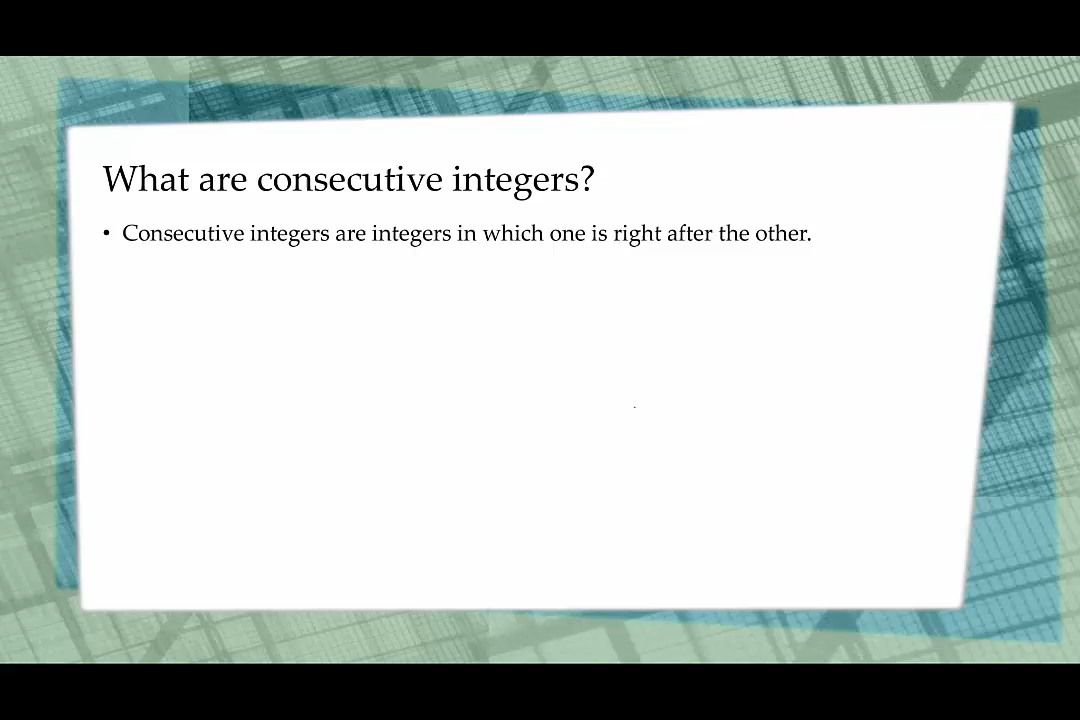 What are consecutive integers?
• Consecutive integers are integers in which one is right after the other.